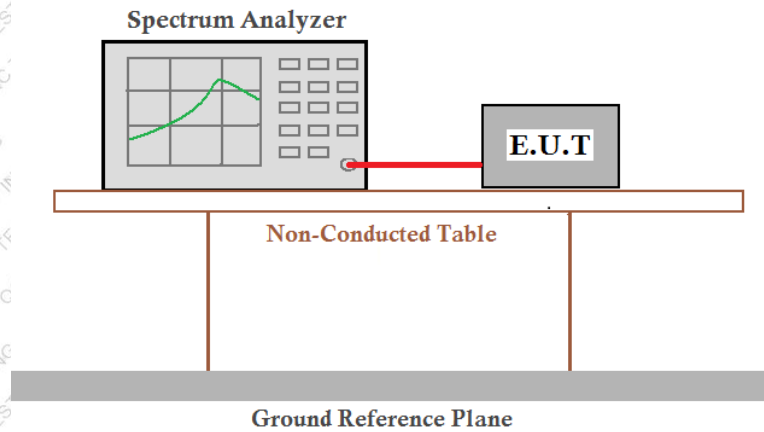 Spectrum Analyzer
E.U.T
Non-Conducted Table
Ground Reference Plane